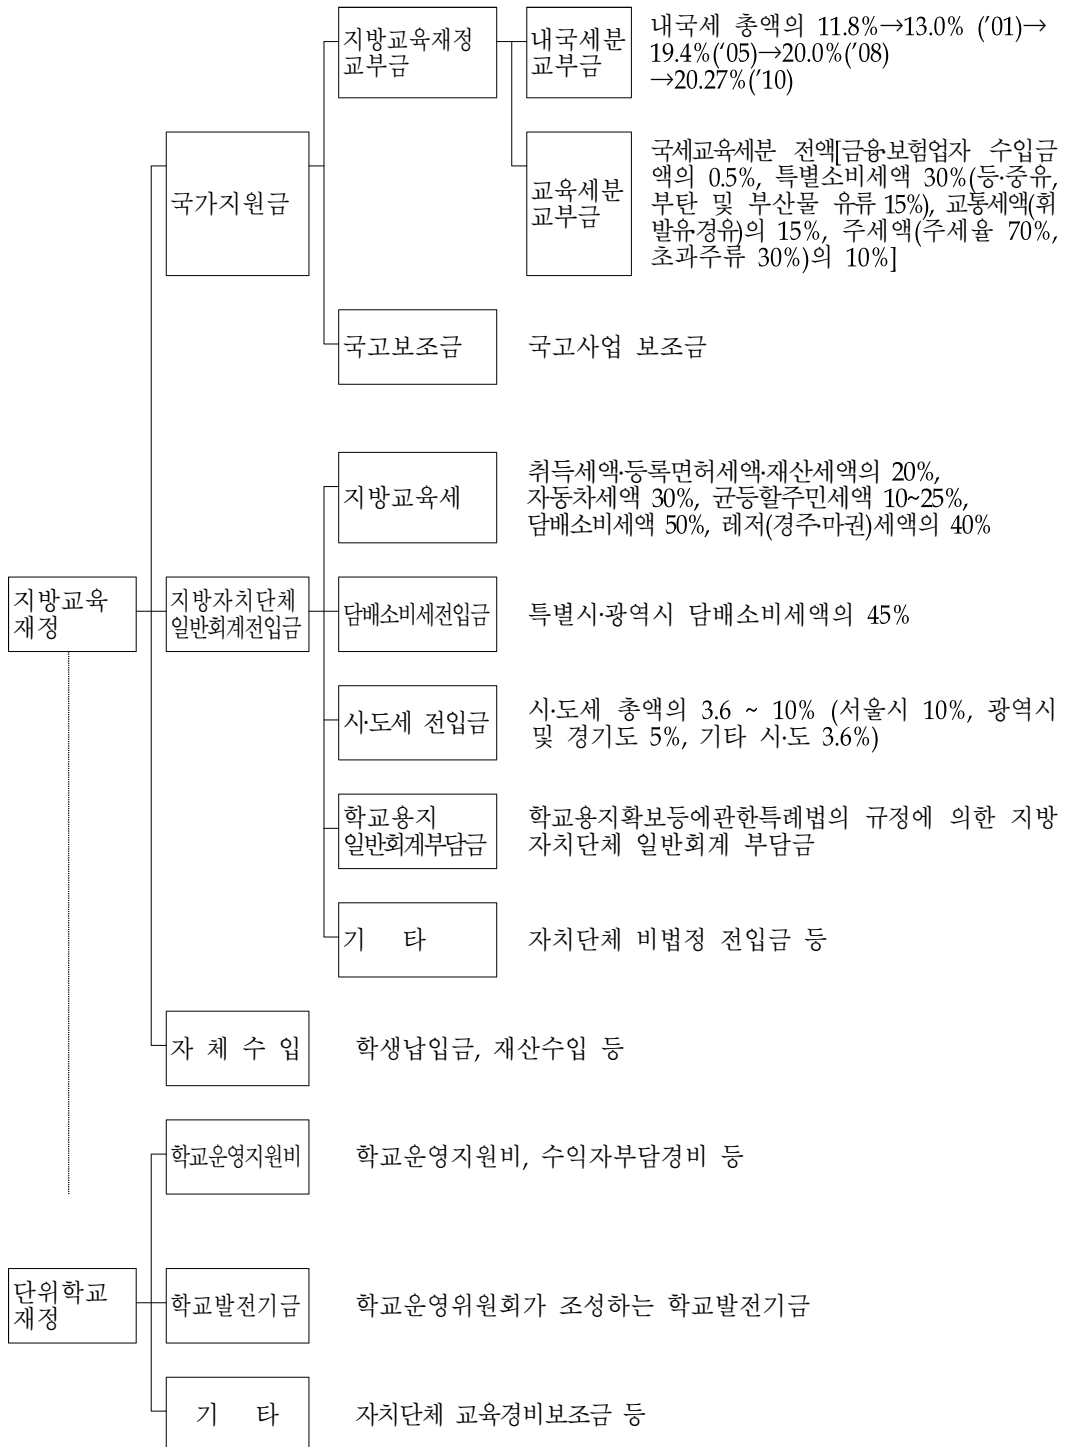 지방교육재정
교부금
내국세분
교부금
내국세 총액의 11.8%→13.0% ('01)→
19.4%('05)→20.0%('08)
→20.27%('10)
국가지원금
교육세분
교부금
국세교육세분 전액[금융·보험업자 수입금
액의 0.5%, 특별소비세액 30%(등·중유,
부탄 및 부산물 유류 15%), 교통세액(휘
발유·경유)의 15%, 주세액(주세율 70%,
초과주류 30%)의 10%]
국고보조금
국고사업 보조금
지방교육세
취득세액·등록면허세액·재산세액의 20%,
자동차세액 30%, 균등할주민세액 10~25%,
담배소비세액 50%, 레저(경주·마권)세액의 40%
지방교육
재정
지방자치단체
일반회계전입금
담배소비세전입금
특별시·광역시 담배소비세액의 45%
시·도세 전입금
시·도세 총액의 3.6 ~ 10% (서울시 10%, 광역시
및 경기도 5%, 기타 시·도 3.6%)
학교용지
일반회계부담금
학교용지확보등에관한특례법의 규정에 의한 지방
자치단체 일반회계 부담금
기 타
자치단체 비법정 전입금 등
자 체 수 입
학생납입금, 재산수입 등
학교운영지원비
학교운영지원비, 수익자부담경비 등
단위학교
재정
학교발전기금
학교운영위원회가 조성하는 학교발전기금
기 타
자치단체 교육경비보조금 등